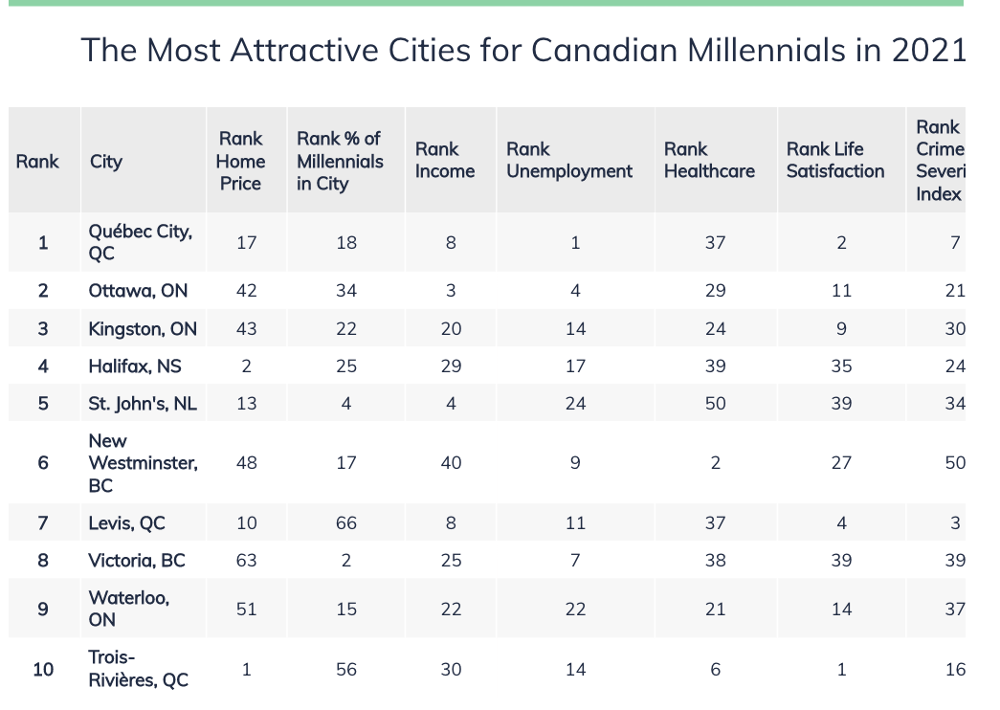 The Most Attractive Cities for Canadian Millennials in 2021
Rank City Rank Home Price Rank % of Millennials in City Rank Income Rank Unemployment Rank Healthcare Rank Life Satisfaction Rank Crime Severi Index
1 Québec City, QC 17 18 8 1 37 2 7
2 Ottawa, ON 42 34 3 4 29 11 21
3 Kingston, ON 43 22 20 14 24 9 30
4 Halifax, NS 2 25 29 17 39 35 24
5 St. John's, NL 13 4 4 24 50 39 34
6 New Westminster, BC 48 17 40 9 2 27 50
7 Levis, QC 10 66 8 11 37 4 3
8 Victoria, BC 63 2 25 7 38 39 39
9 Waterloo, ON 51 15 22 22 21 14 37
10 Trois-Rivières, QC 1 56 30 14 6 1 16